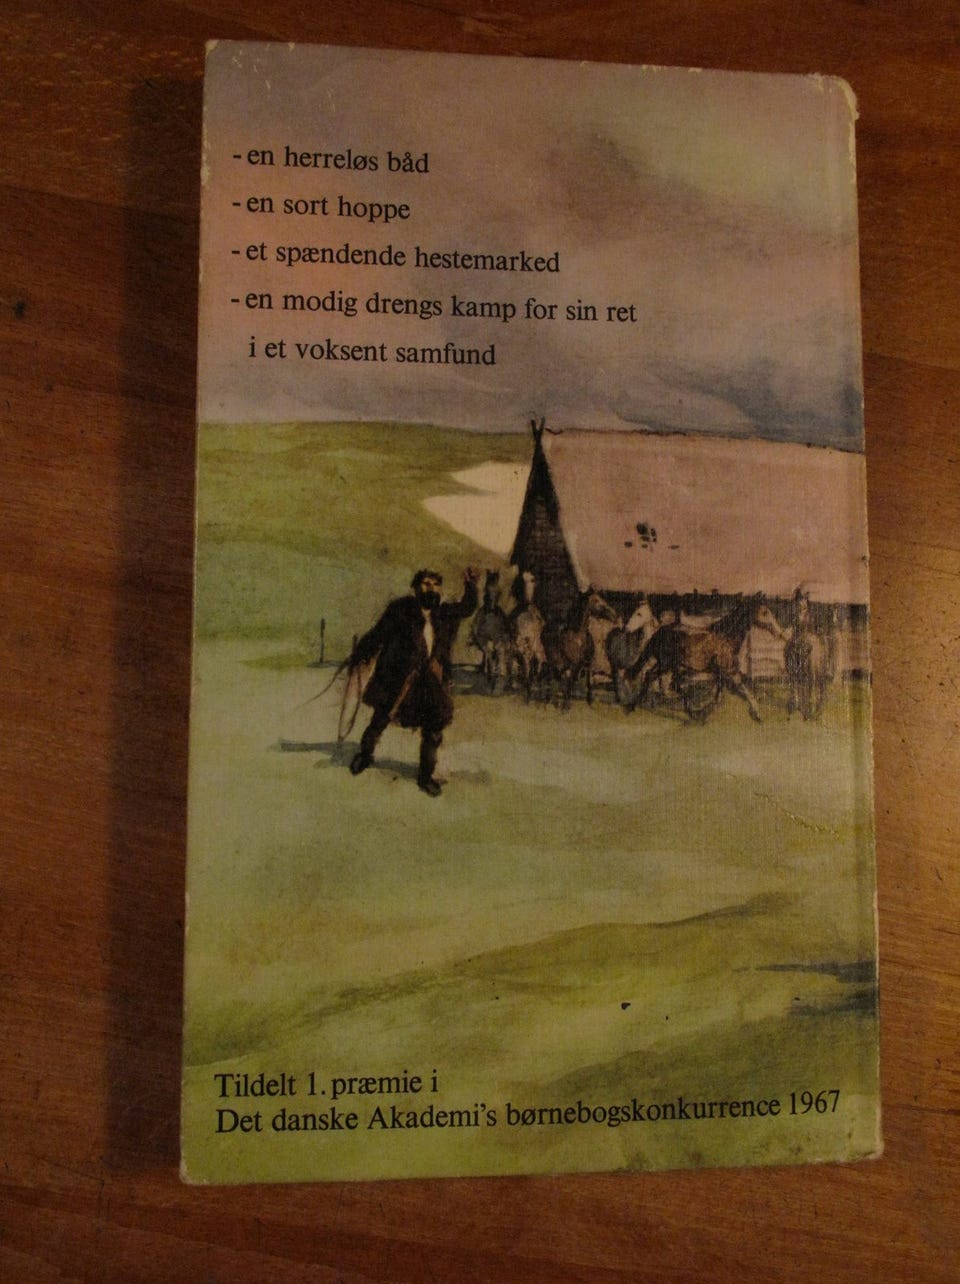 - en herreløs båd
- en sort hoppe
- et spændende hestemarked
- en modig drengs kamp for sin ret
i et voksent samfund
Tildelt 1. præmie i
Det danske Akademi's børnebogskonkurrence 1967